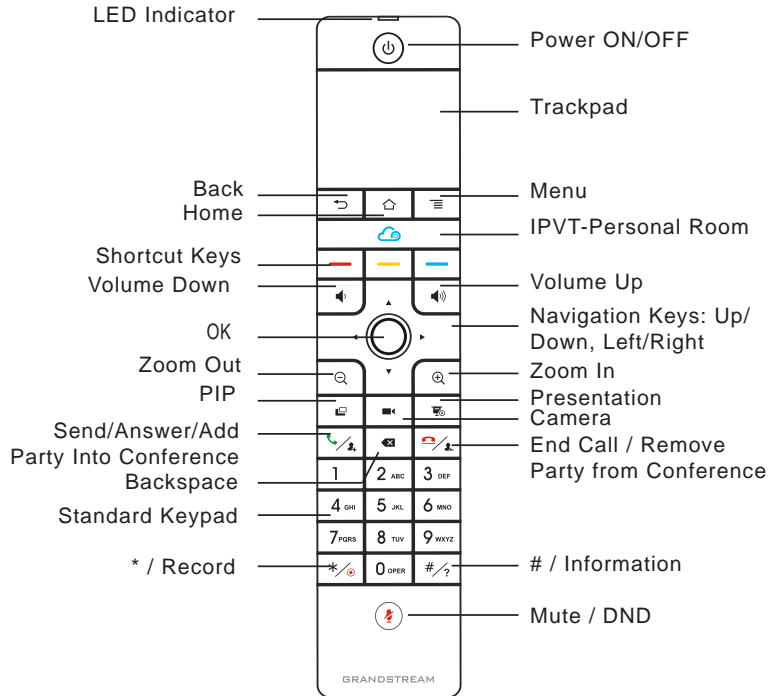 LED Indicator
Power ON/OFF
Trackpad
Back
Home
Menu
IPVT-Personal Room
Shortcut Keys
Volume Down
Volume Up
OK
Navigation Keys: Up/
Down, Left/Right
Zoom Out
Zoom In
PIP
Presentation
Camera
Send/Answer/Add
Party Into Conference
End Call / Remove
Party from Conference
Backspace
1
2 ABC
3 DEF
Standard Keypad
4 GHI
5 JKL
6 MNO
7 PQRS
8 TUV
9 WXYZ
* / Record
*/
0 OPER
#/?
# / Information
Mute / DND
GRANDSTREAM